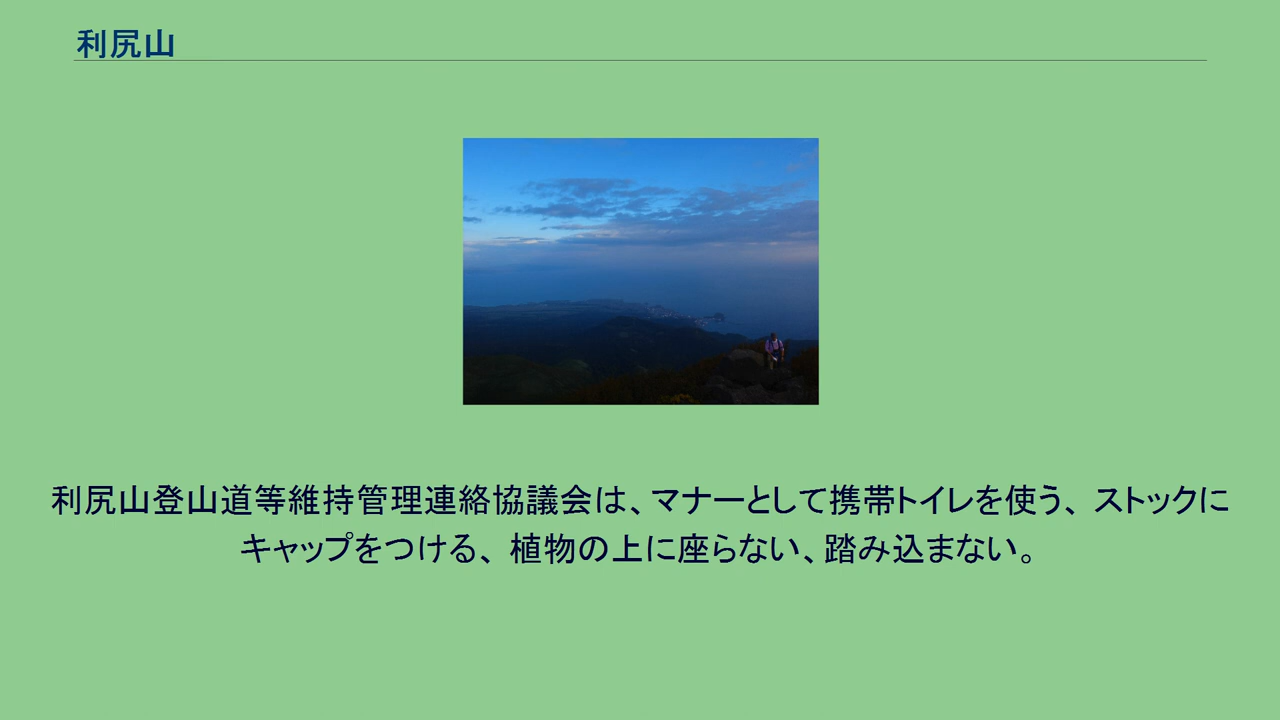 利尻山
利尻山登山道等維持管理連絡協議会は、マナーとして携帯トイレを使う、ストックに
キャップをつける、植物の上に座らない、踏み込まない。